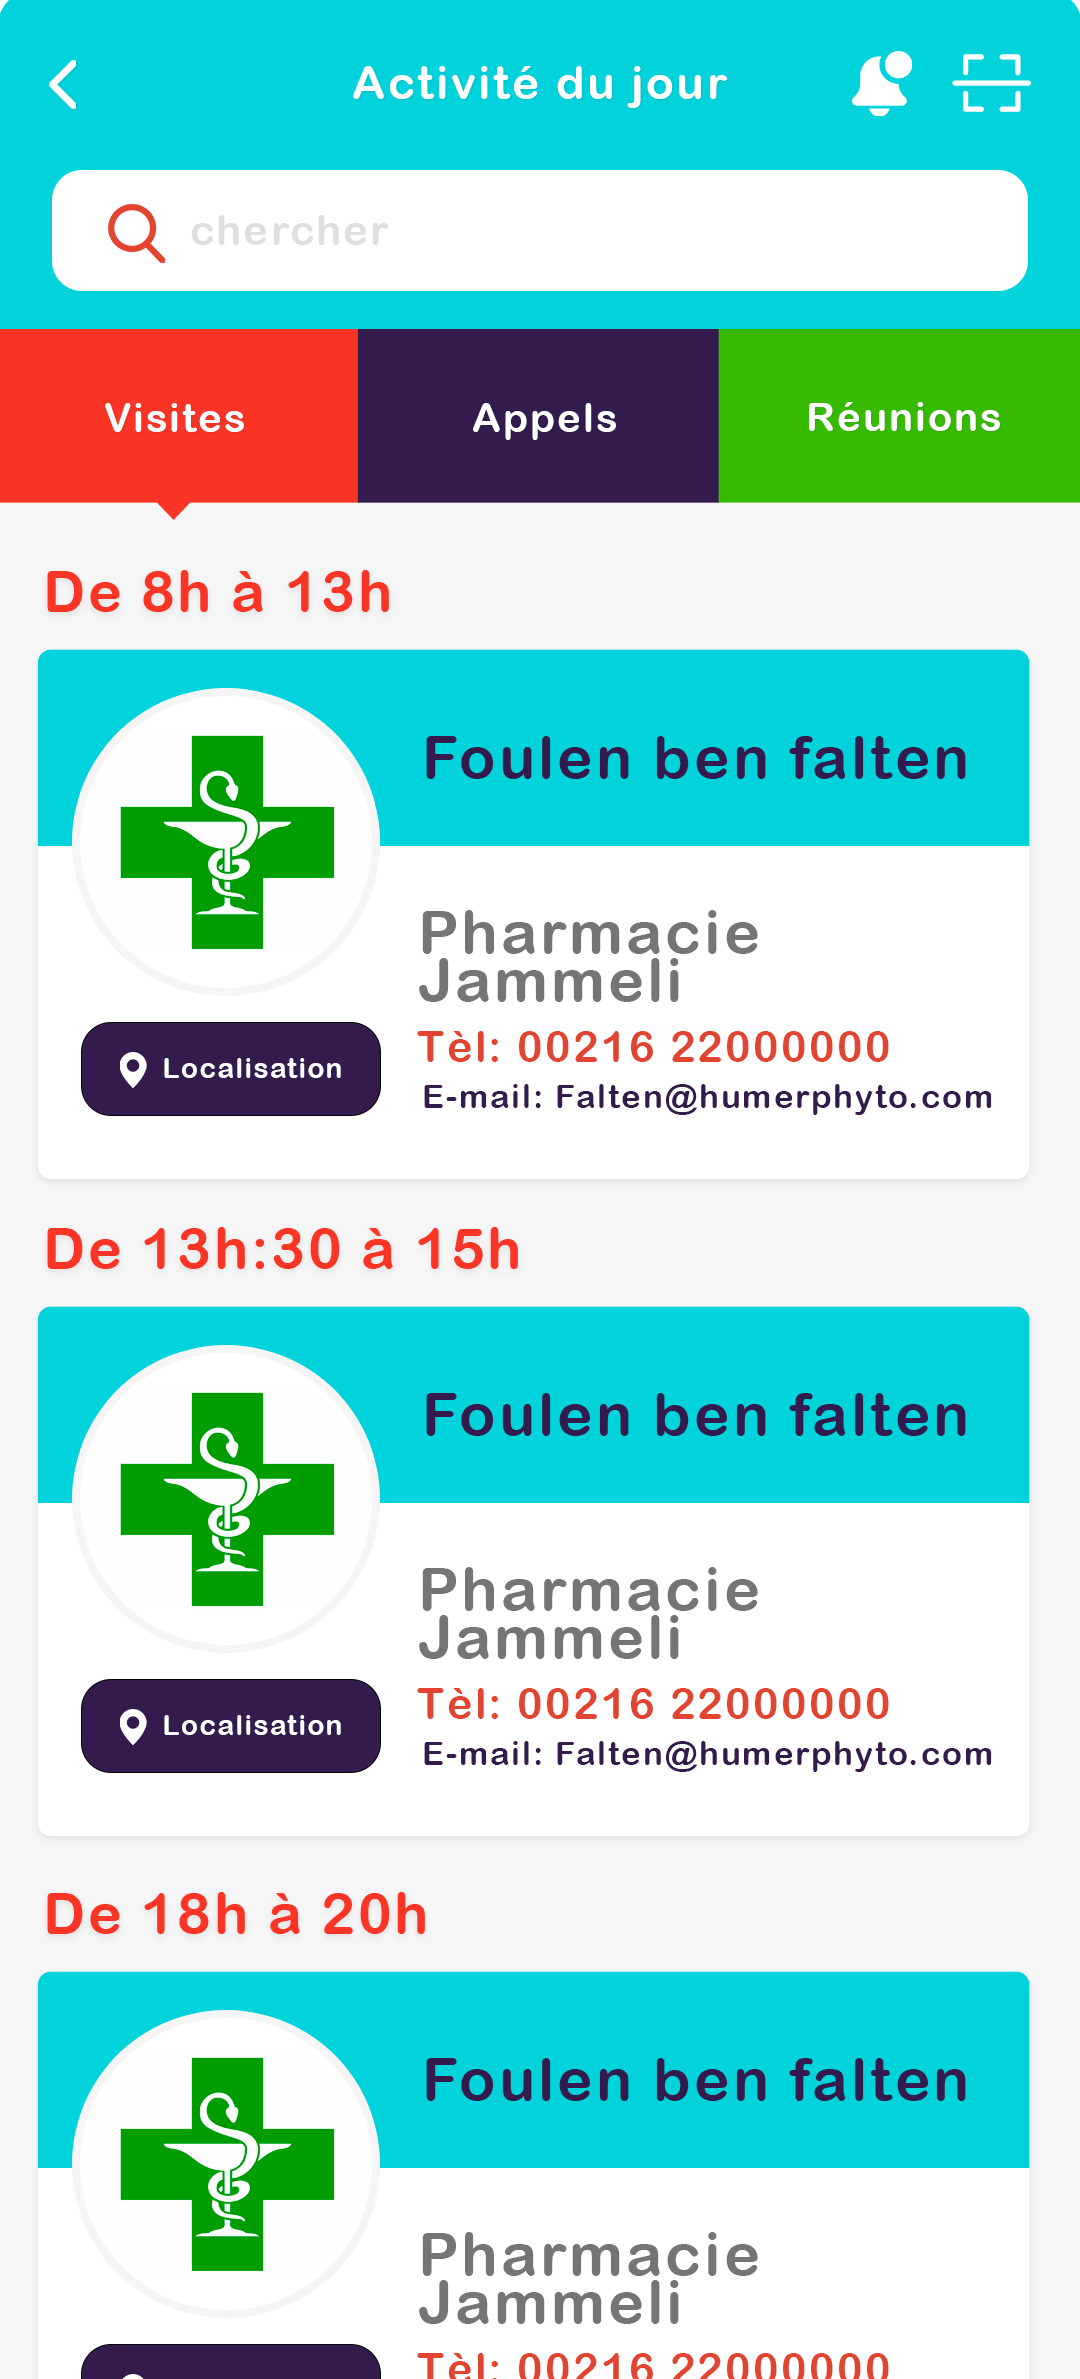 Activité du jour
chercher
Visites
Appels
Réunions
De 8h à 13h
Foulen ben falten
Pharmacie
Jammeli
Tèl: 00216 22000000
E-mail: Falten@humerphyto.com
Localisation
De 13h:30 à 15h
Foulen ben falten
Pharmacie
Jammeli
Tèl: 00216 22000000
E-mail: Falten@humerphyto.com
Localisation
De 18h à 20h
Foulen ben falten
Pharmacie
Jammeli
Tèl: 00216 22000000